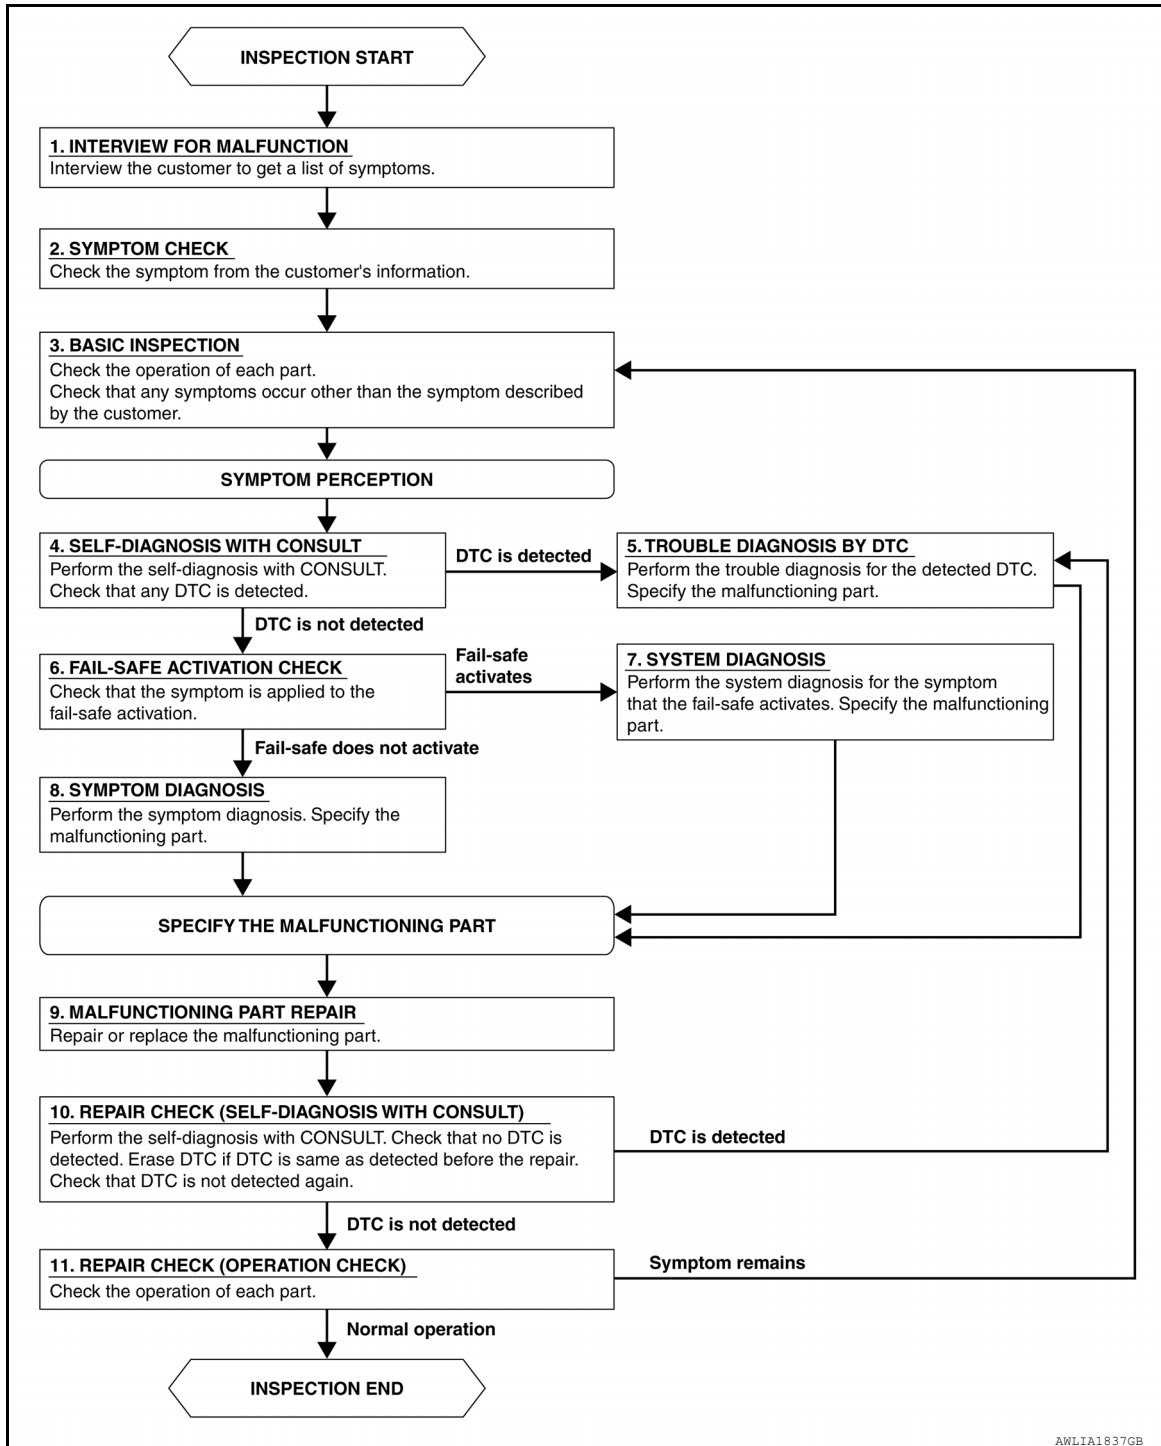 INSPECTION START
1. INTERVIEW FOR MALFUNCTION
Interview the customer to get a list of symptoms.
2. SYMPTOM CHECK
Check the symptom from the customer's information.
3. BASIC INSPECTION
Check the operation of each part.
Check that any symptoms occur other than the symptom described
by the customer.
SYMPTOM PERCEPTION
4. SELF-DIAGNOSIS WITH CONSULT
Perform the self-diagnosis with CONSULT.
Check that any DTC is detected.
DTC is detected
5. TROUBLE DIAGNOSIS BY DTC
Perform the trouble diagnosis for the detected DTC.
Specify the malfunctioning part.
DTC is not detected
6. FAIL-SAFE ACTIVATION CHECK
Check that the symptom is applied to the
fail-safe activation.
Fail-safe
activates
7. SYSTEM DIAGNOSIS
Perform the system diagnosis for the symptom
that the fail-safe activates. Specify the malfunctioning
part.
Fail-safe does not activate
8. SYMPTOM DIAGNOSIS
Perform the symptom diagnosis. Specify the
malfunctioning part.
SPECIFY THE MALFUNCTIONING PART
9. MALFUNCTIONING PART REPAIR
Repair or replace the malfunctioning part.
10. REPAIR CHECK (SELF-DIAGNOSIS WITH CONSULT)
Perform the self-diagnosis with CONSULT. Check that no DTC is
detected. Erase DTC if DTC is same as detected before the repair.
Check that DTC is not detected again.
DTC is detected
DTC is not detected
11. REPAIR CHECK (OPERATION CHECK)
Check the operation of each part.
Symptom remains
Normal operation
INSPECTION END
AWLIA1837GB